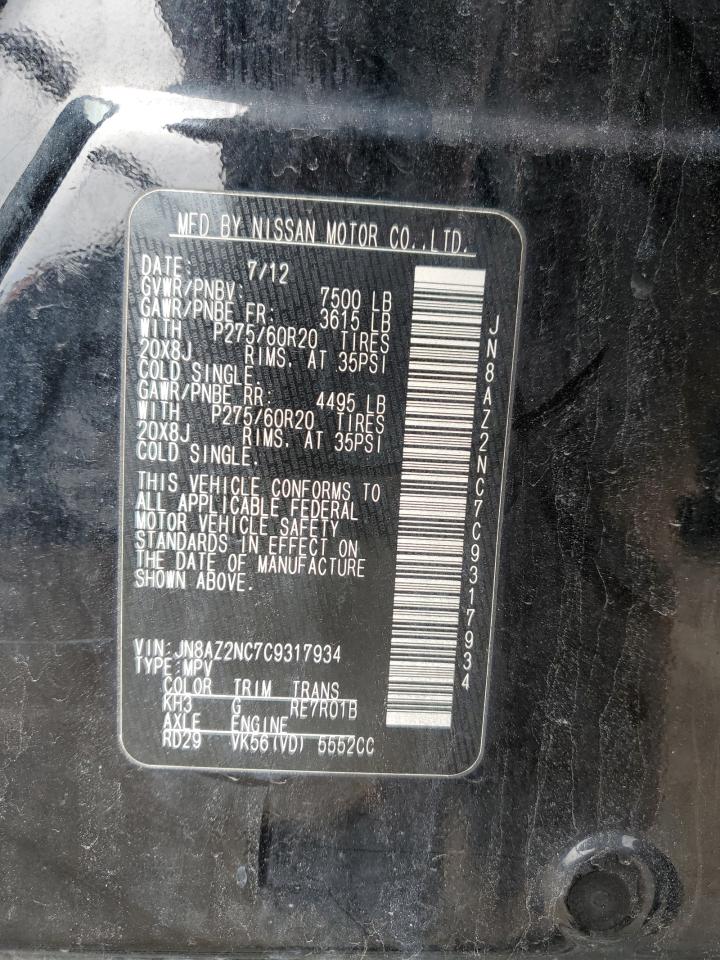 MFD BY NISSAN MOTOR CO.,LTD.
DATE: 7/12
GVWR/PNBV: 7500 LB
GAWR/PNBE FR: 3615 LB
WITH P275/60R20 TIRES
20X8J RIMS. AT 35PSI
COLD SINGLE.
GAWR/PNBE RR: 4495 LB
WITH P275/60R20 TIRES
20X8J RIMS. AT 35PSI
COLD SINGLE.
THIS VEHICLE CONFORMS TO
ALL APPLICABLE FEDERAL
MOTOR VEHICLE SAFETY
STANDARDS IN EFFECT ON
THE DATE OF MANUFACTURE
SHOWN ABOVE.
VIN:JN8AZ2NC7C9317934
TYPE:MPV
COLOR TRIM TRANS
KH3 G RE7R01B
AXLE ENGINE
RD29 VK56(VD) 5552CC
JN8AZ2NC7C9317934